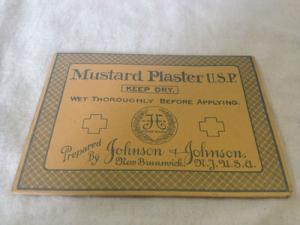 Mustard Plaster U.S.P.
KEEP DRY.
WET THOROUGHLY BEFORE APPLYING.
Prepared By Johnson & Johnson,
New Brunswick, N.J. U.S.A.